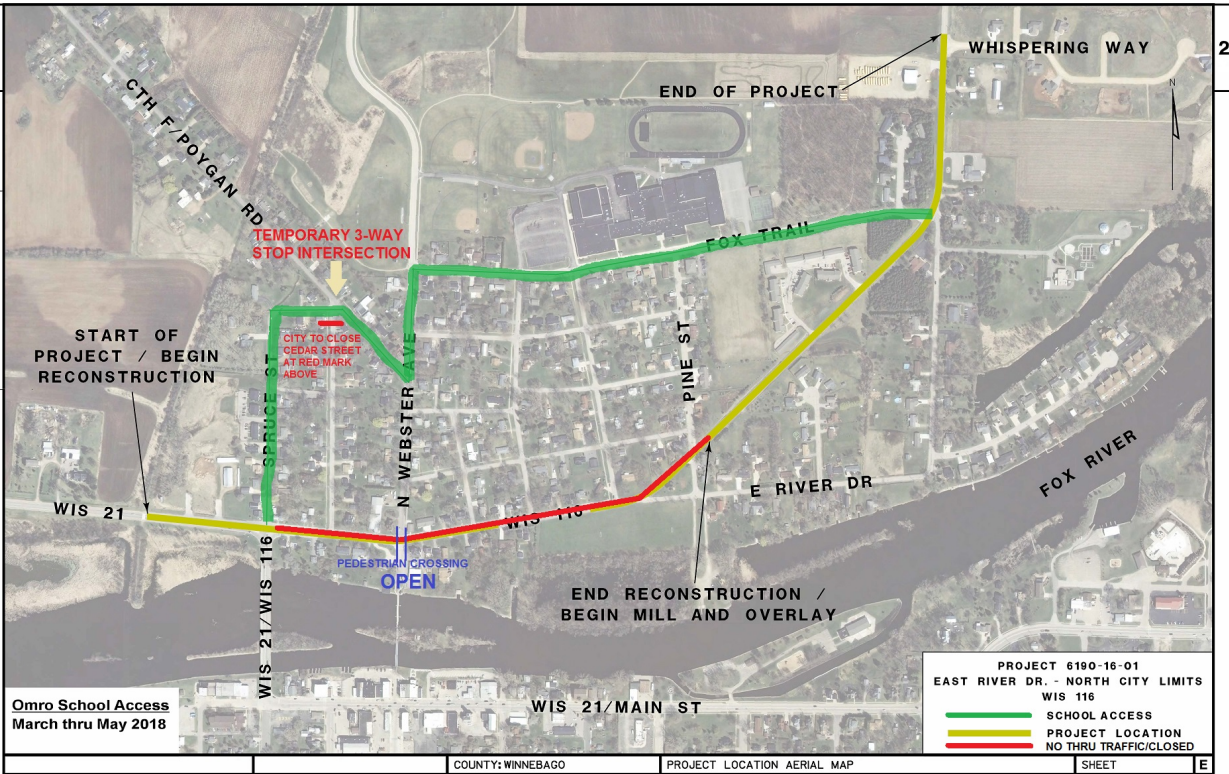 WHISPERING WAY
2
END OF PROJECT
N
CTH F/POYGAN RD
TEMPORARY 3-WAY
STOP INTERSECTION
FOX TRAIL
START OF
PROJECT / BEGIN
RECONSTRUCTION
CITY TO CLOSE
CEDAR STREET
AT RED MARK
ABOVE
SPRUCE ST
N WEBSTER AVE
PINE ST
E RIVER DR
FOX RIVER
WIS 21
WIS 116
PEDESTRIAN CROSSING
OPEN
WIS 21/WIS 116
END RECONSTRUCTION /
BEGIN MILL AND OVERLAY
WIS 21/MAIN ST
Omro School Access
March thru May 2018
PROJECT 6190-16-01
EAST RIVER DR. - NORTH CITY LIMITS
WIS 116
SCHOOL ACCESS
PROJECT LOCATION
NO THRU TRAFFIC/CLOSED
COUNTY: WINNEBAGO
PROJECT LOCATION AERIAL MAP
SHEET
E